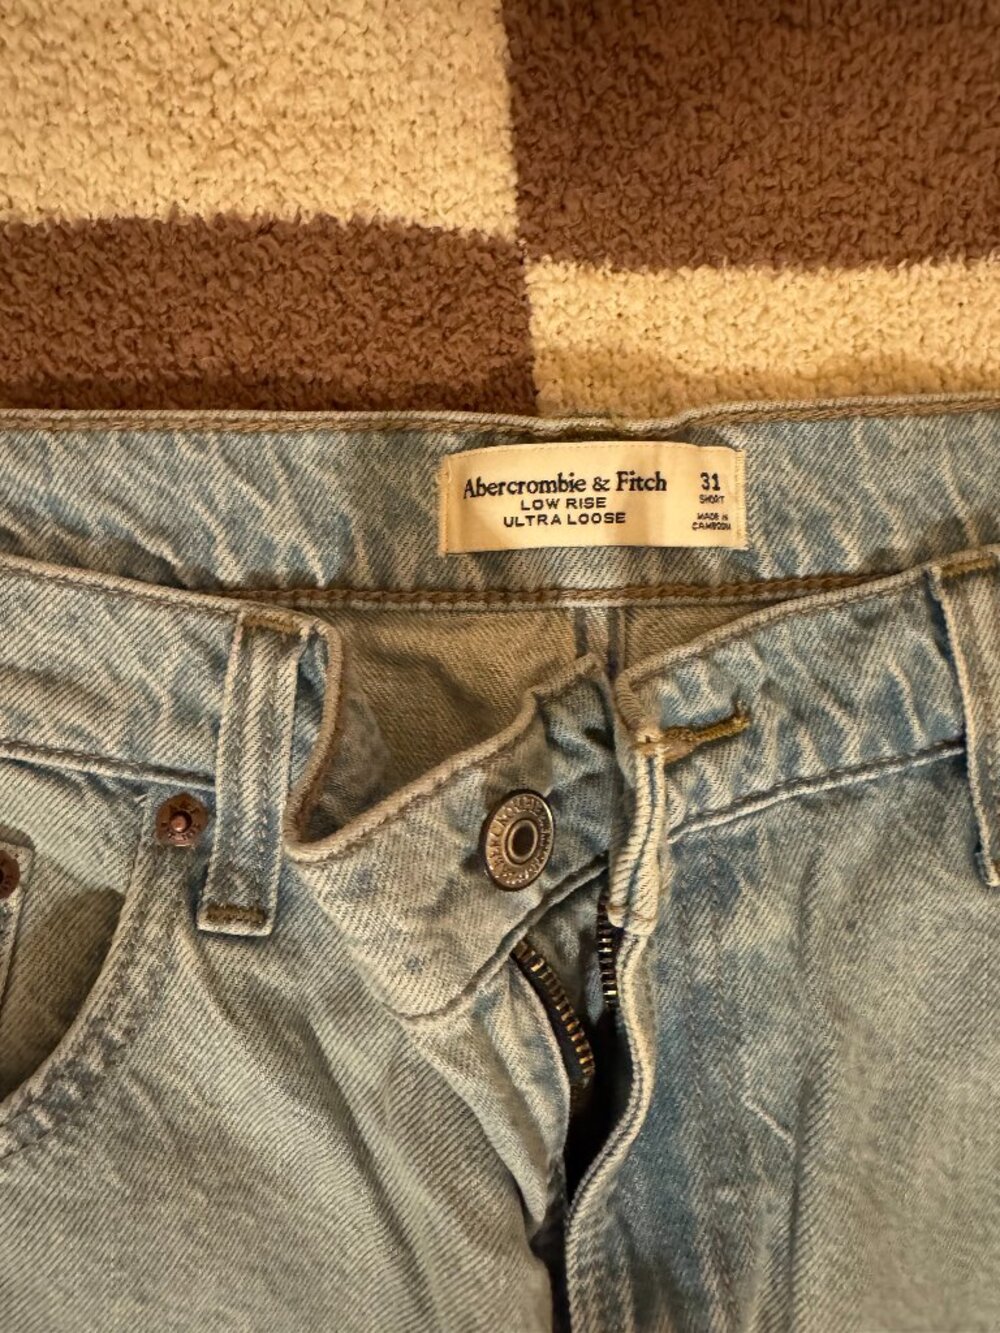 Abercrombie & Fitch
LOW RISE
ULTRA LOOSE
31
SHORT
MADE IN
CAMBODIA